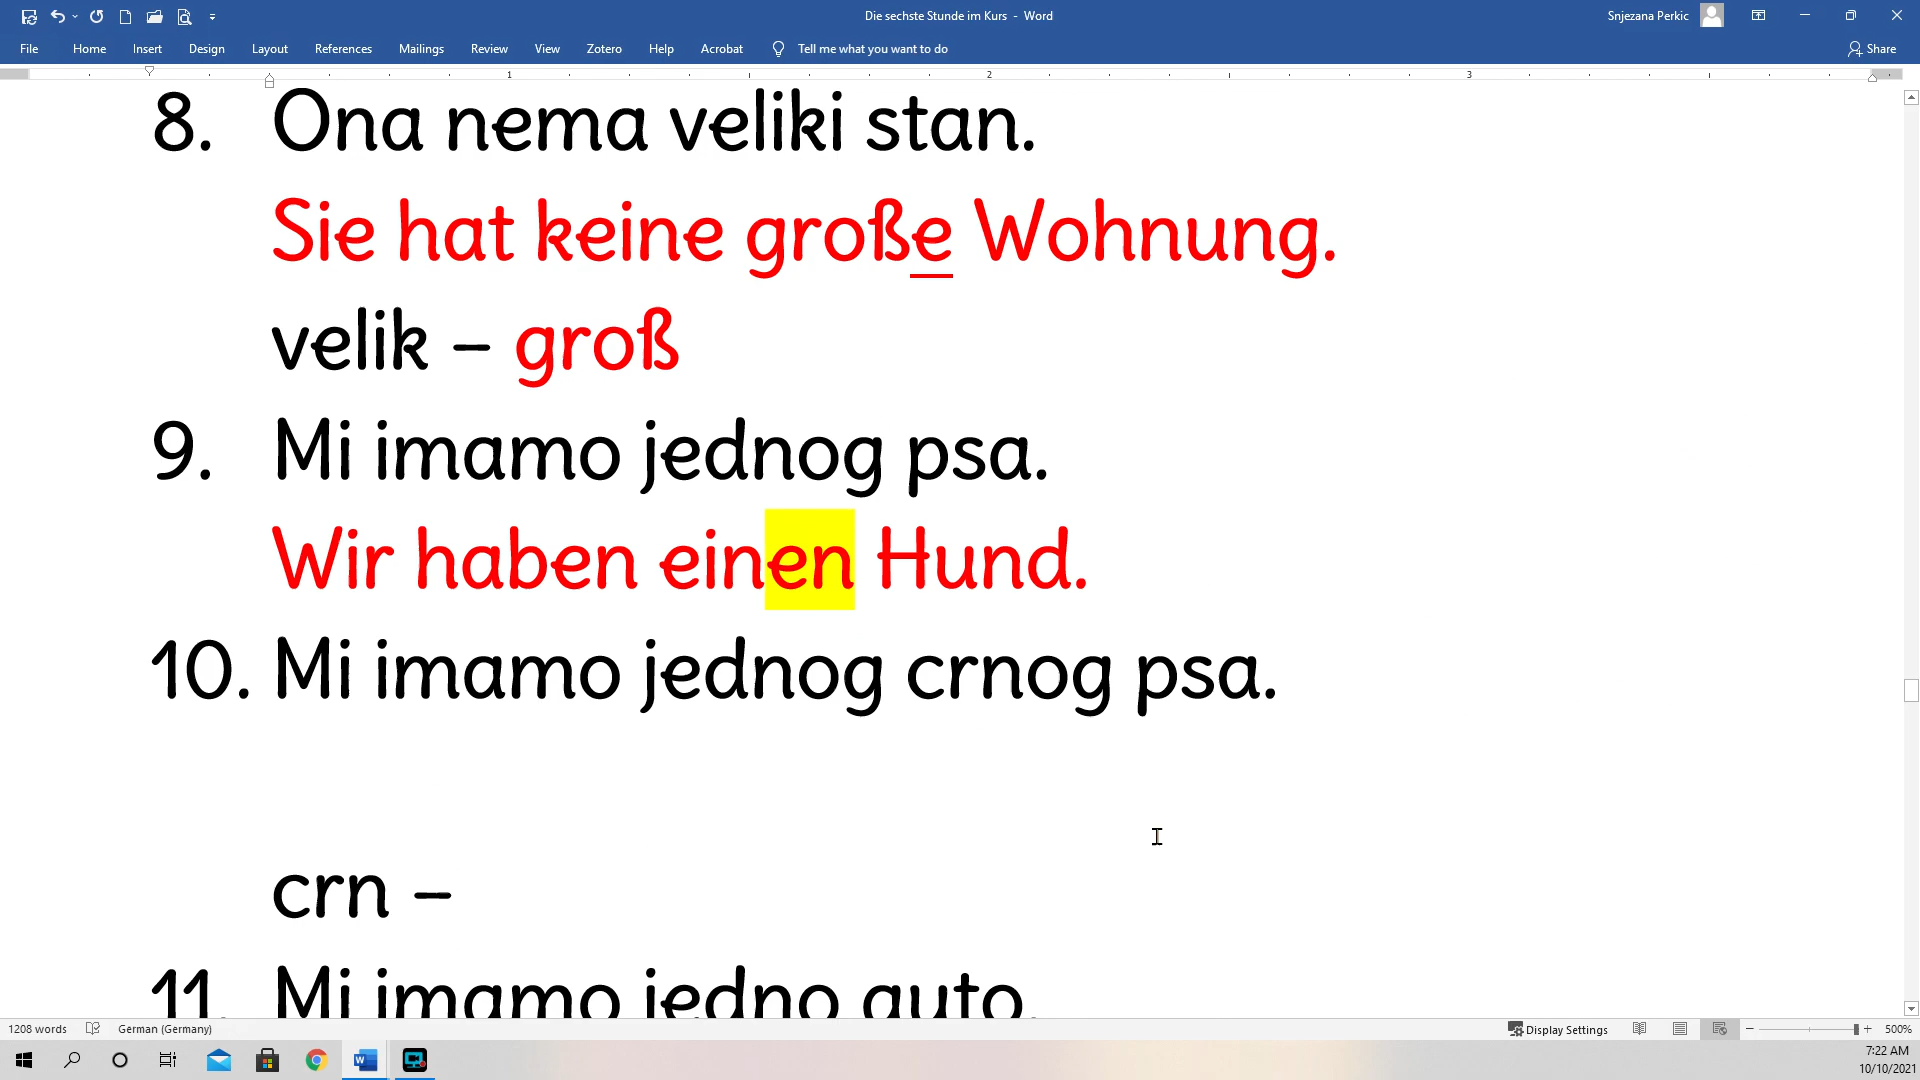 Die sechste Stunde im Kurs - Word
Snjezana Perkic
File Home Insert Design Layout References Mailings Review View Zotero Help Acrobat Tell me what you want to do Share
1 2 3
8. Ona nema veliki stan.
Sie hat keine große Wohnung.
velik – groß
9. Mi imamo jednog psa.
Wir haben einen Hund.
10. Mi imamo jednog crnog psa.
crn –
11. Mi imamo jedno auto.
1208 words German (Germany) Display Settings 500%
7:22 AM
10/10/2021